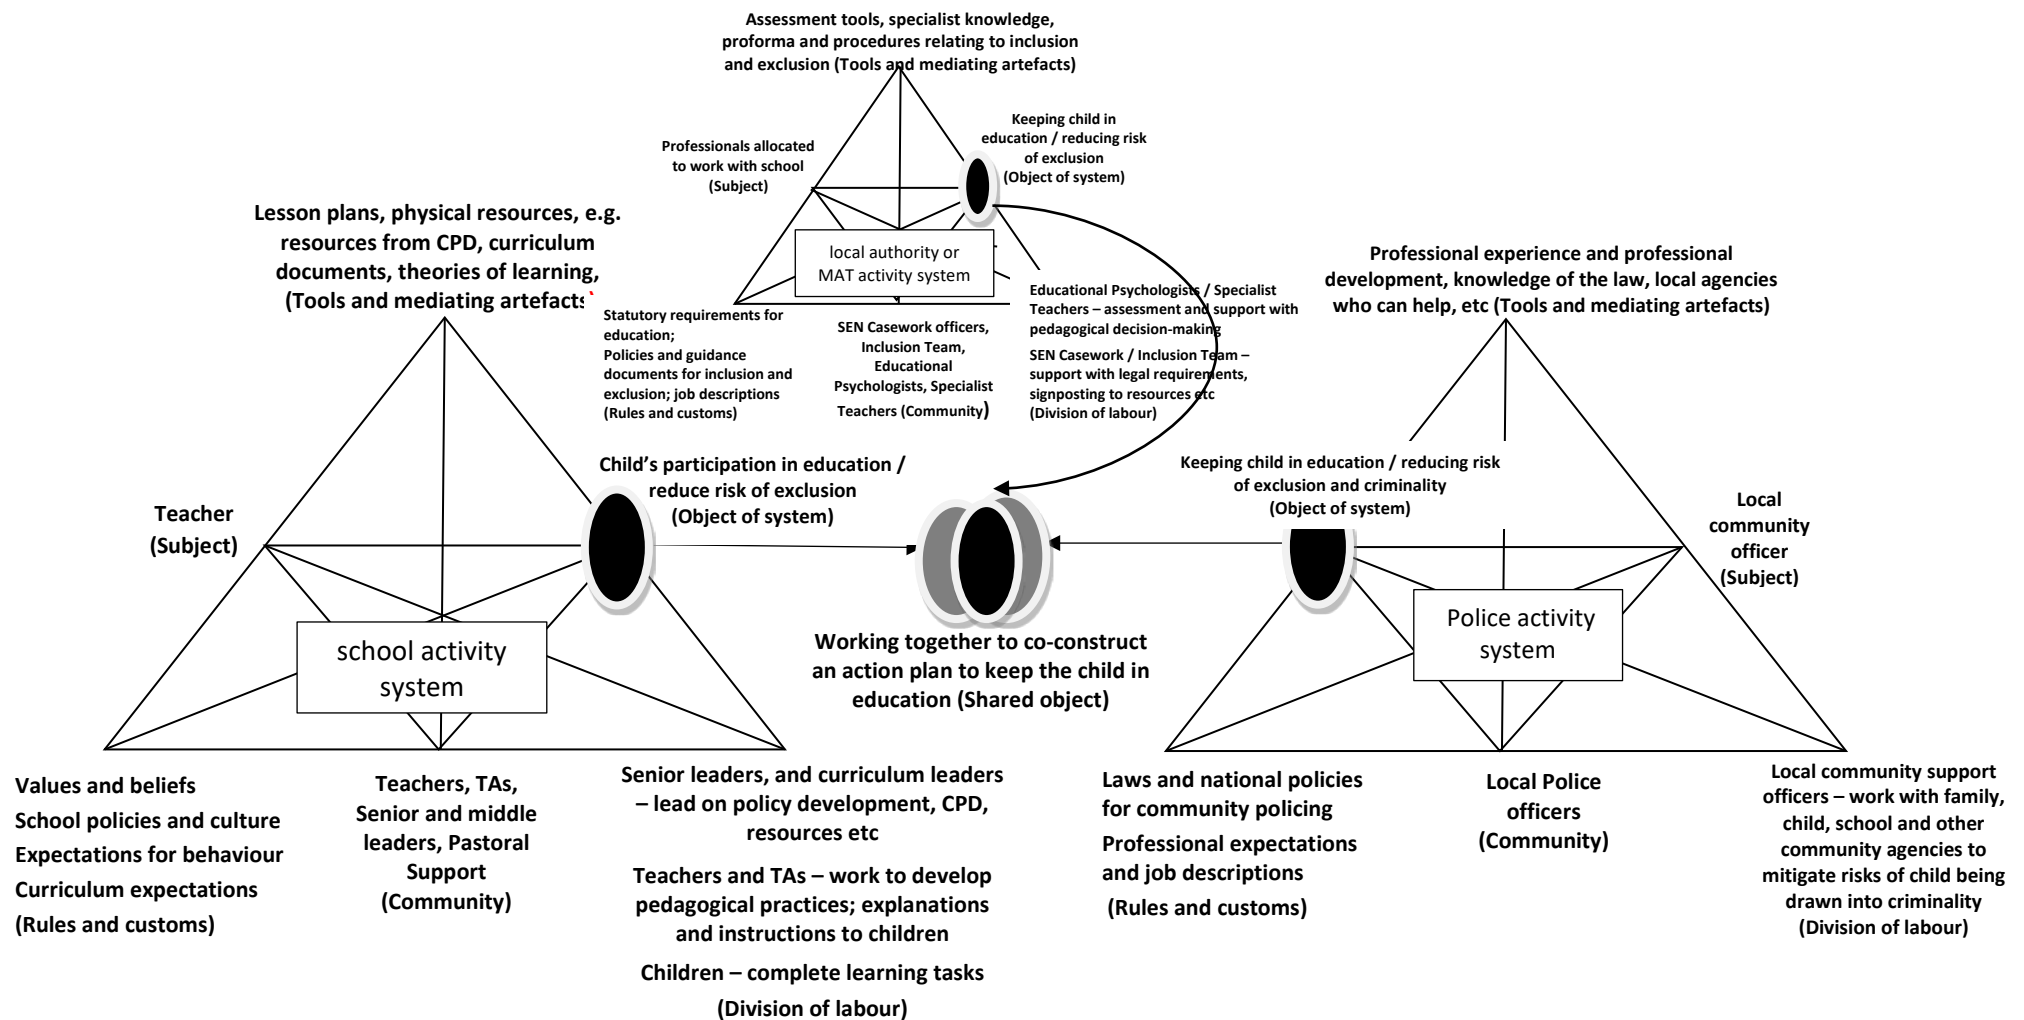 Assessment tools, specialist knowledge,
proforma and procedures relating to inclusion
and exclusion (Tools and mediating artefacts)
Keeping child in
education / reducing risk
of exclusion
(Object of system)
Professionals allocated
to work with school
(Subject)
local authority or
MAT activity system
Statutory requirements for
education;
Policies and guidance
documents for inclusion and
exclusion; job descriptions
(Rules and customs)
SEN Casework officers,
Inclusion Team,
Educational
Psychologists, Specialist
Teachers (Community)
Educational Psychologists / Specialist
Teachers – assessment and support with
pedagogical decision-making
SEN Casework / Inclusion Team –
support with legal requirements,
signposting to resources etc
(Division of labour)
Lesson plans, physical resources, e.g.
resources from CPD, curriculum
documents, theories of learning,
(Tools and mediating artefacts
Teacher
(Subject)
Child’s participation in education /
reduce risk of exclusion
(Object of system)
school activity
system
Values and beliefs
School policies and culture
Expectations for behaviour
Curriculum expectations
(Rules and customs)
Teachers, TAs,
Senior and middle
leaders, Pastoral
Support
(Community)
Senior leaders, and curriculum leaders
– lead on policy development, CPD,
resources etc
Teachers and TAs – work to develop
pedagogical practices; explanations
and instructions to children
Children – complete learning tasks
(Division of labour)
Working together to co-construct
an action plan to keep the child in
education (Shared object)
Professional experience and professional
development, knowledge of the law, local agencies
who can help, etc (Tools and mediating artefacts)
Keeping child in education / reducing risk
of exclusion and criminality
(Object of system)
Local
community
officer
(Subject)
Police activity
system
Laws and national policies
for community policing
Professional expectations
and job descriptions
(Rules and customs)
Local Police
officers
(Community)
Local community support
officers – work with family,
child, school and other
community agencies to
mitigate risks of child being
drawn into criminality
(Division of labour)